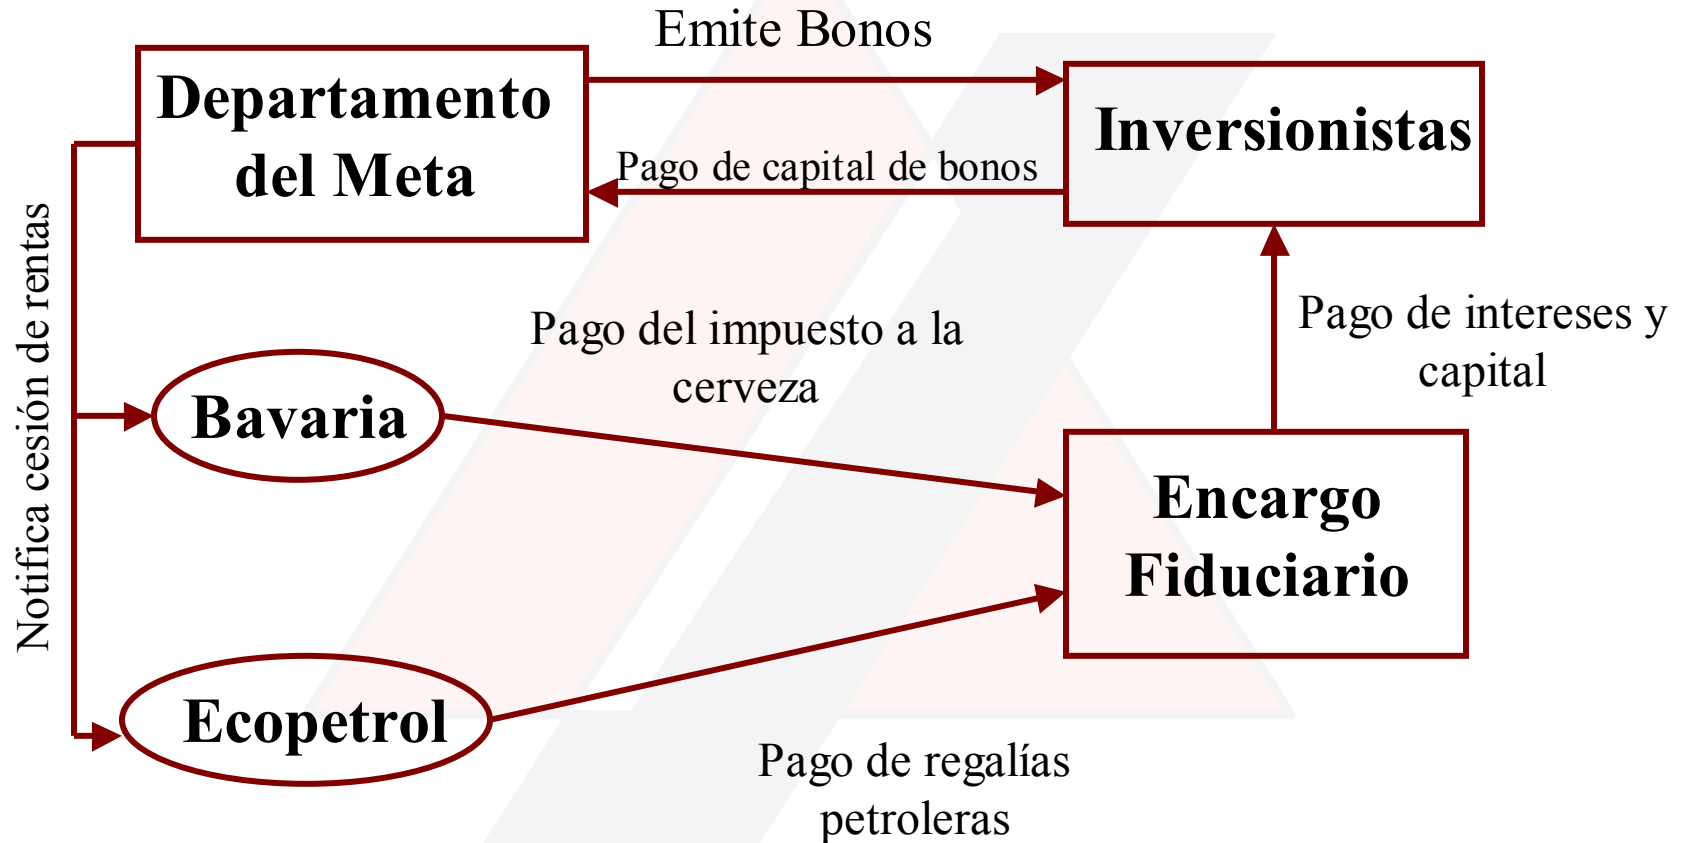 Emite Bonos
Departamento
del Meta
Inversionistas
Pago de capital de bonos
Notifica cesión de rentas
Pago del impuesto a la
cerveza
Pago de intereses y
capital
Bavaria
Encargo
Fiduciario
Ecopetrol
Pago de regalías
petroleras